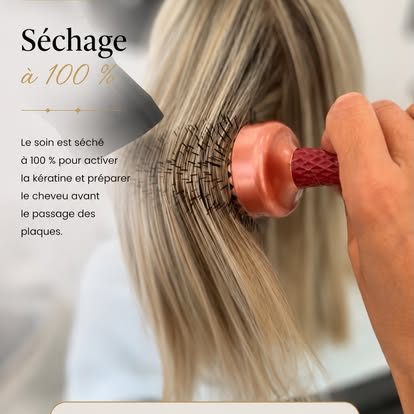 Séchage
à 100 %
Le soin est séché
à 100 % pour activer
la kératine et préparer
le cheveu avant
le passage des
plaques.